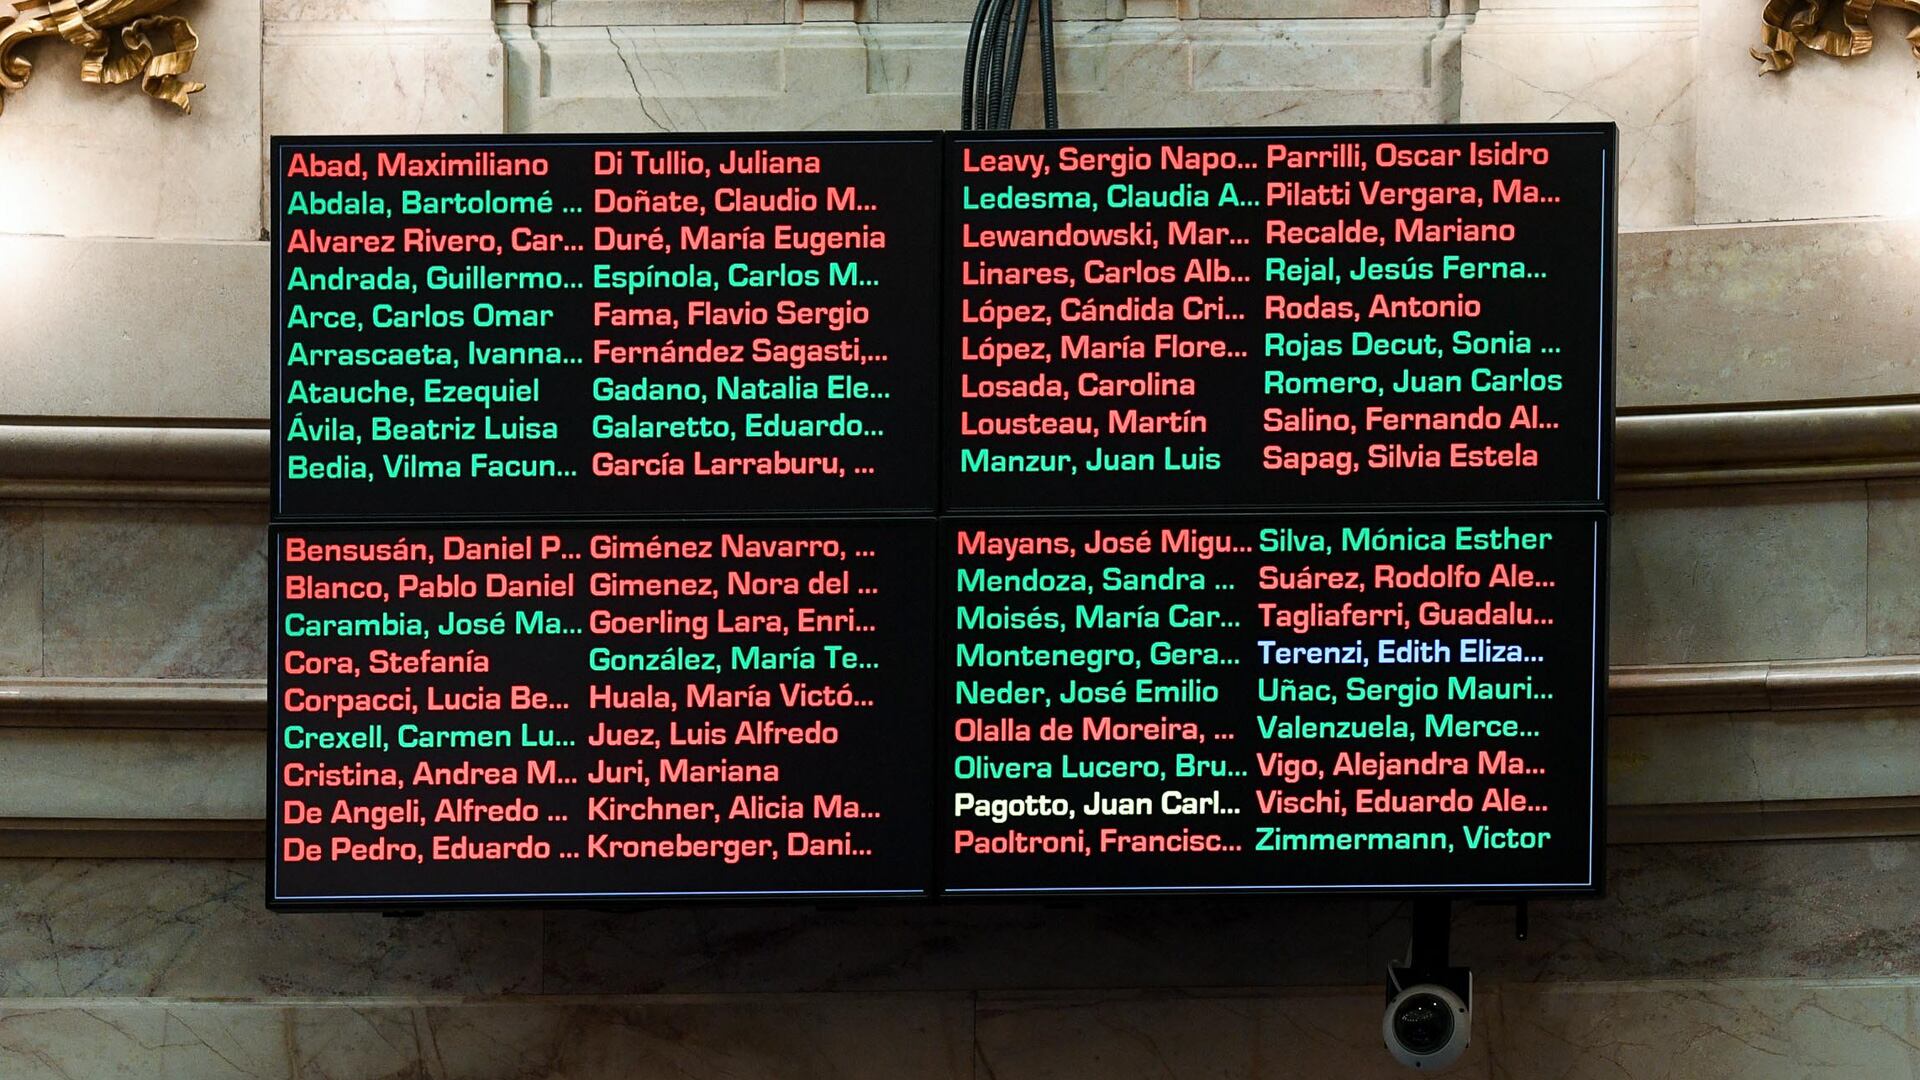 Abad, Maximiliano
Abdala, Bartolomé ...
Alvarez Rivero, Car...
Andrada, Guillermo...
Arce, Carlos Omar
Arrascaeta, Ivanna...
Atauche, Ezequiel
Ávila, Beatriz Luisa
Bedia, Vilma Facun...
Bensusán, Daniel P...
Blanco, Pablo Daniel
Carambia, José Ma...
Cora, Stefanía
Corpacci, Lucia Be...
Crexell, Carmen Lu...
Cristina, Andrea M...
De Angeli, Alfredo ...
De Pedro, Eduardo ...
Di Tullio, Juliana
Doñate, Claudio M...
Duré, María Eugenia
Espínola, Carlos M...
Fama, Flavio Sergio
Fernández Sagasti,...
Gadano, Natalia Ele...
Galaretto, Eduardo...
García Larraburu, ...
Giménez Navarro, ...
Gimenez, Nora del ...
Goerling Lara, Enri...
González, María Te...
Huala, María Victó...
Juez, Luis Alfredo
Juri, Mariana
Kirchner, Alicia Ma...
Kroneberger, Dani...
Leavy, Sergio Napo...
Ledesma, Claudia A...
Lewandowski, Mar...
Linares, Carlos Alb...
López, Cándida Cri...
López, María Flore...
Losada, Carolina
Lousteau, Martín
Manzur, Juan Luis
Mayans, José Migu...
Mendoza, Sandra ...
Moisés, María Car...
Montenegro, Gera...
Neder, José Emilio
Olalla de Moreira, ...
Olivera Lucero, Bru...
Pagotto, Juan Carl...
Paoltroni, Francisc...
Parrilli, Oscar Isidro
Pilatti Vergara, Ma...
Recalde, Mariano
Rejal, Jesús Ferna...
Rodas, Antonio
Rojas Decut, Sonia ...
Romero, Juan Carlos
Salino, Fernando Al...
Sapag, Silvia Estela
Silva, Mónica Esther
Suárez, Rodolfo Ale...
Tagliaferri, Guadalu...
Terenzi, Edith Eliza...
Uñac, Sergio Mauri...
Valenzuela, Merce...
Vigo, Alejandra Ma...
Vischi, Eduardo Ale...
Zimmermann, Victor